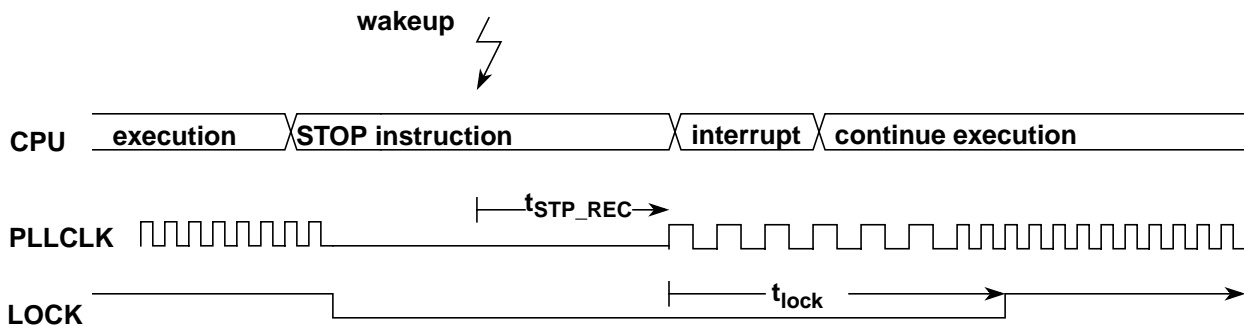 wakeup
CPU execution STOP instruction interrupt continue execution
tSTP_REC
PLLCLK
tlock
LOCK